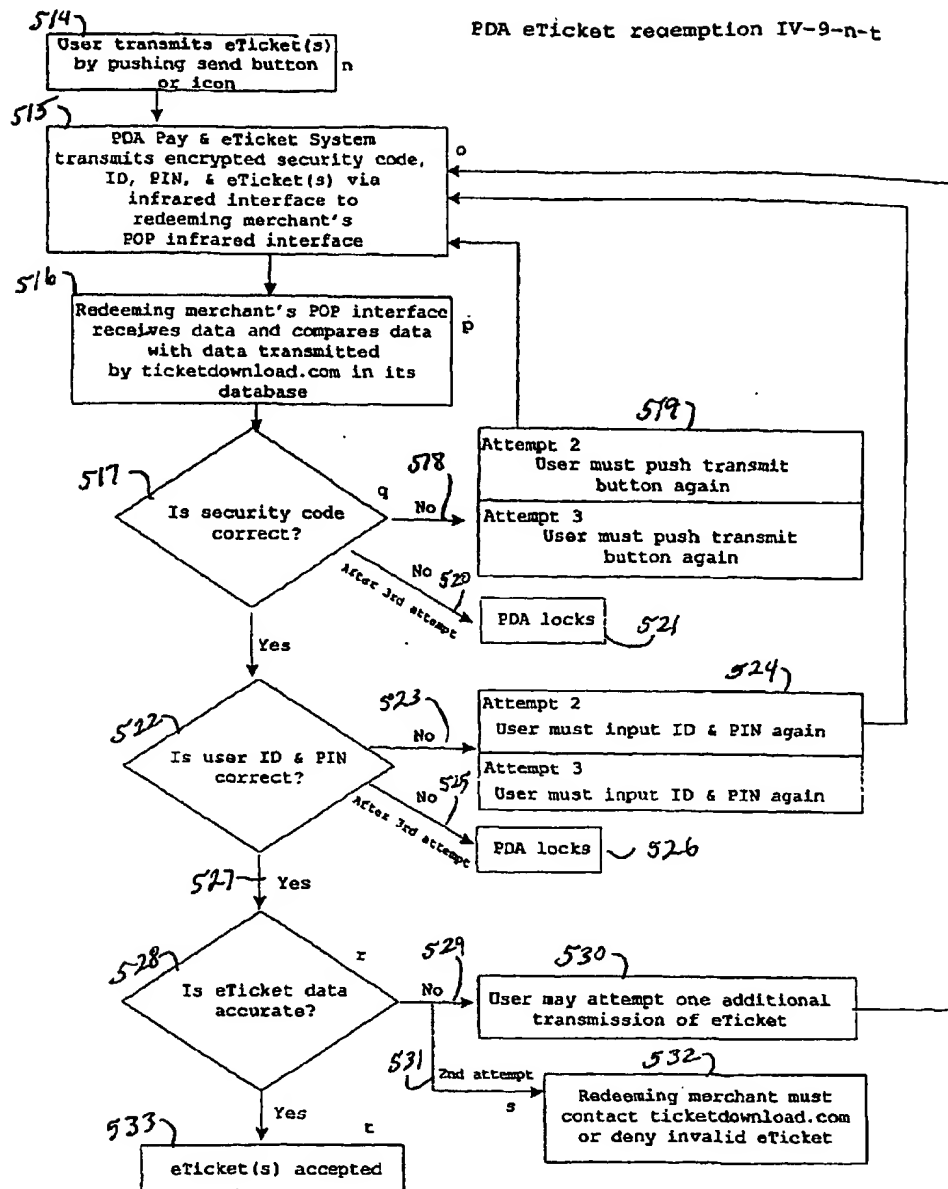 PDA eTicket reqemption IV-9-n-t
514
User transmits eTicket(s)
by pushing send button
or icon
n
515
PDA Pay & eTicket System
transmits encrypted security code,
ID, PIN, & eTicket(s) via
infrared interface to
redeeming merchant's
POP infrared interface
o
516
Redeeming merchant's POP interface
receives data and compares data
with data transmitted
by ticketdownload.com in its
database
p
517
Is security code
correct?
q
518
No
519
Attempt 2
User must push transmit
button again
Attempt 3
User must push transmit
button again
No 520
After 3rd attempt
PDA locks
521
Yes
522
Is user ID & PIN
correct?
523
No
524
Attempt 2
User must input ID & PIN again
Attempt 3
User must input ID & PIN again
No 525
After 3rd attempt
PDA locks
526
527 Yes
528
Is eTicket data
accurate?
r
529
No
530
User may attempt one additional
transmission of eTicket
531
2nd attempt
s
532
Redeeming merchant must
contact ticketdownload.com
or deny invalid eTicket
Yes
533
t
eTicket(s) accepted